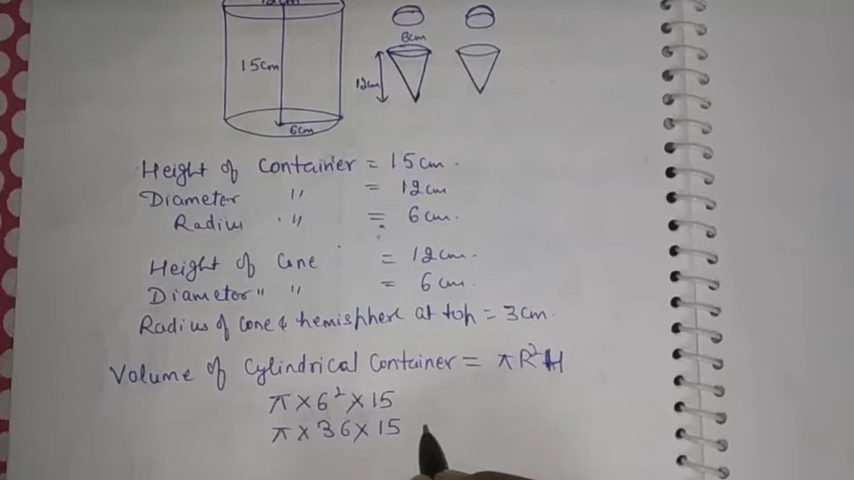 12cm
8cm
15cm
12cm
6cm
Height of Container = 15cm.
Diameter " = 12cm
Radius " = 6cm.
Height of Cone = 12cm.
Diameter " " = 6cm.
Radius of cone & hemisphere at top = 3cm.
Volume of Cylindrical Container = πR²H
π×6²×15
π×36×15